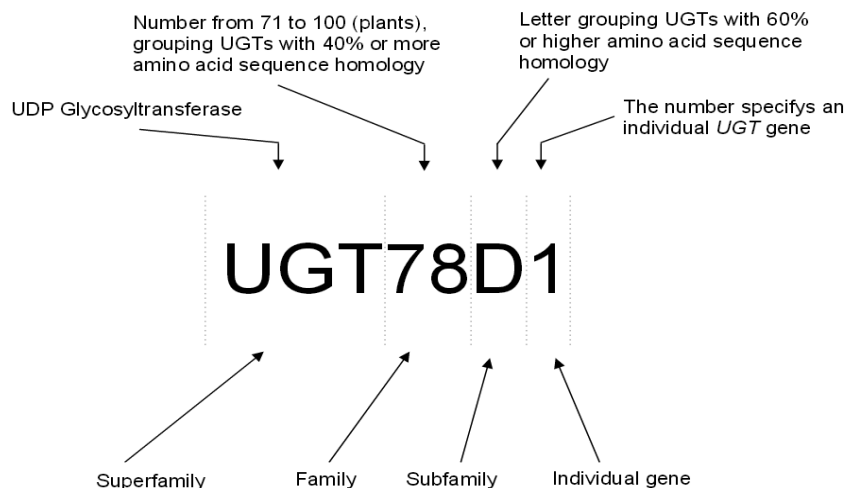 Number from 71 to 100 (plants),
grouping UGTs with 40% or more
amino acid sequence homology
Letter grouping UGTs with 60%
or higher amino acid sequence
homology
UDP Glycosyltransferase
The number specifys an
individual UGT gene
UGT78D1
Superfamily
Family
Subfamily
Individual gene